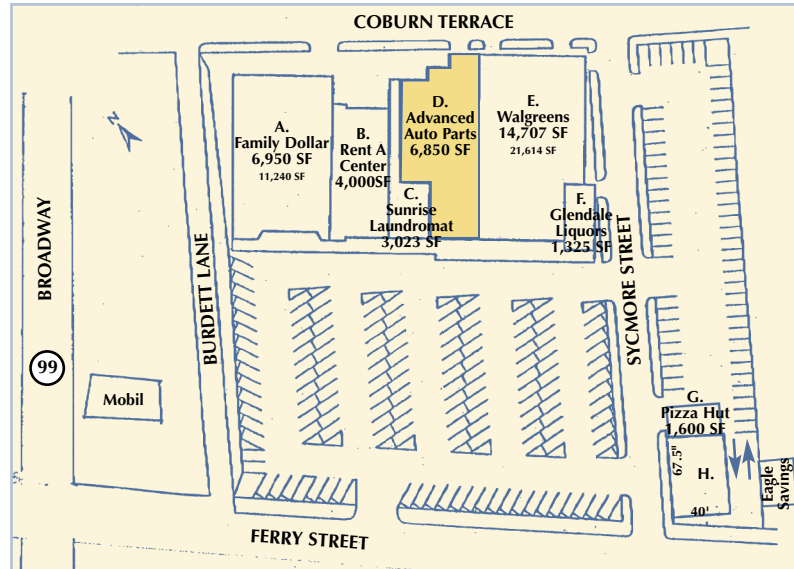 COBURN TERRACE
N
BROADWAY
99
Mobil
BURDETT LANE
A.
Family Dollar
6,950 SF
11,240 SF
B.
Rent A
Center
4,000SF
C.
Sunrise
Laundromat
3,023 SF
D.
Advanced
Auto Parts
6,850 SF
E.
Walgreens
14,707 SF
21,614 SF
F.
Glendale
Liquors
1,325 SF
SYCMORE STREET
G.
Pizza Hut
1,600 SF
67.5"
H.
40'
Eagle
Savings
FERRY STREET